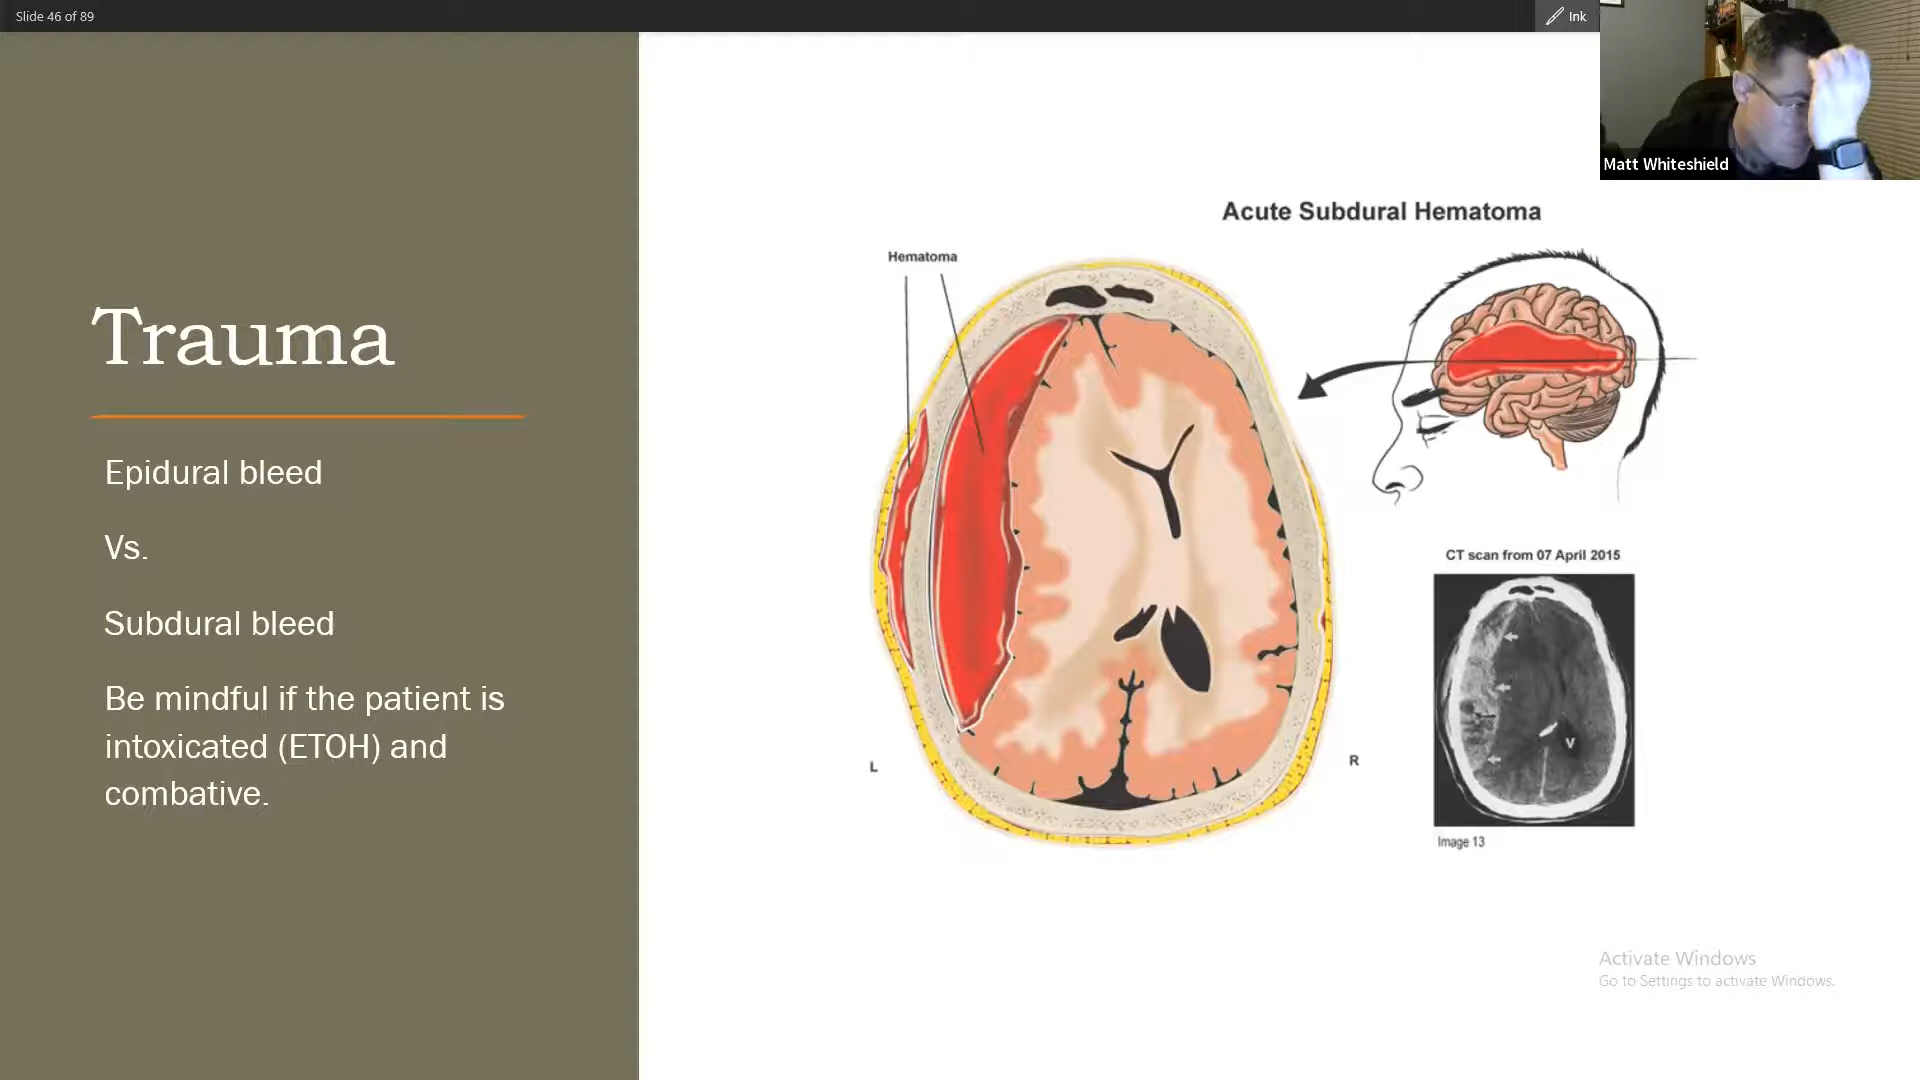 Slide 46 of 89
Ink
Matt Whiteshield
Trauma
Epidural bleed
Vs.
Subdural bleed
Be mindful if the patient is
intoxicated (ETOH) and
combative.
Acute Subdural Hematoma
Hematoma
L
R
CT scan from 07 April 2015
V
Image 13
Activate Windows
Go to Settings to activate Windows.